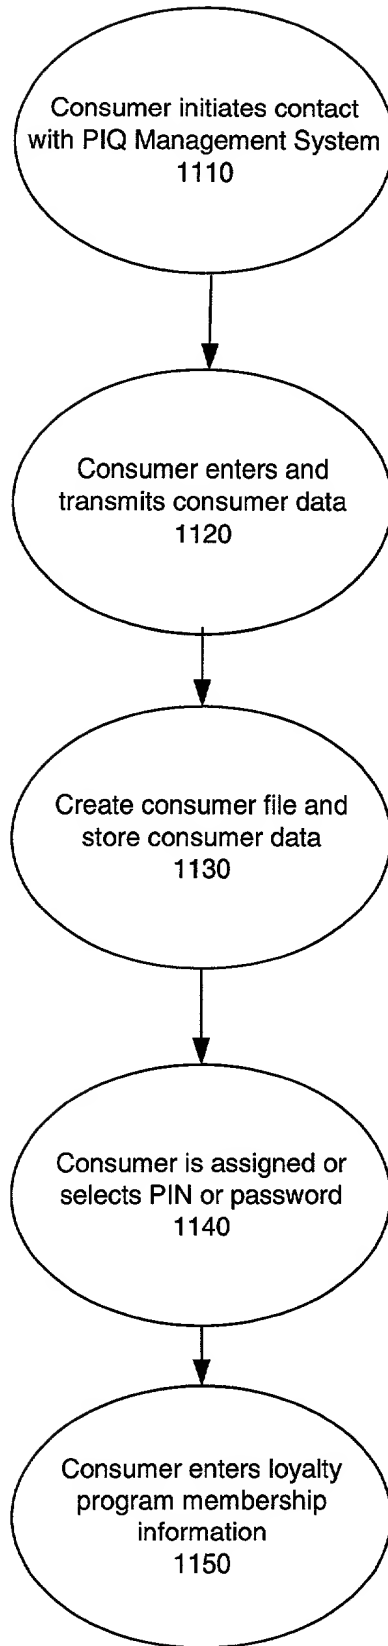 Consumer initiates contact
with PIQ Management System
1110
Consumer enters and
transmits consumer data
1120
Create consumer file and
store consumer data
1130
Consumer is assigned or
selects PIN or password
1140
Consumer enters loyalty
program membership
information
1150